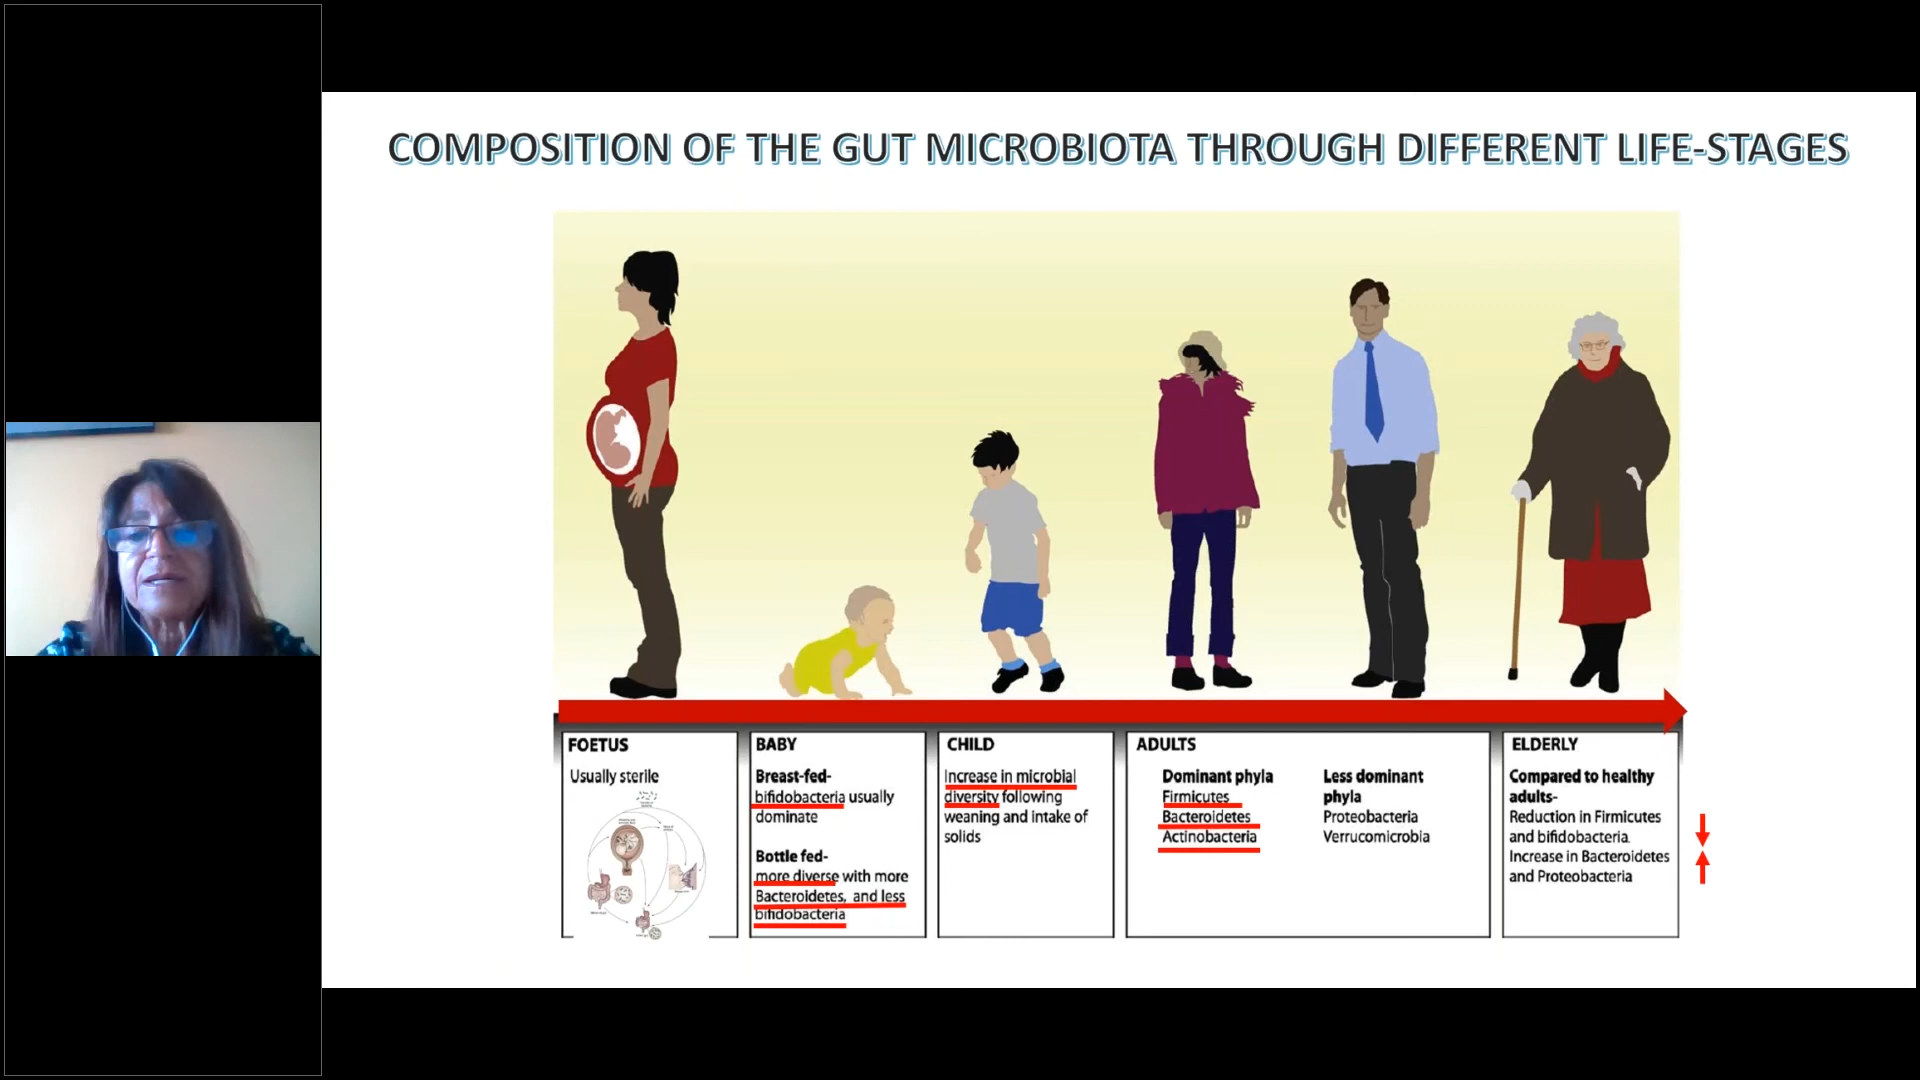 COMPOSITION OF THE GUT MICROBIOTA THROUGH DIFFERENT LIFE-STAGES
FOETUS
Usually sterile
BABY
Breast-fed-
bifidobacteria usually
dominate
Bottle fed-
more diverse with more
Bacteroidetes, and less
bifidobacteria
CHILD
Increase in microbial
diversity following
weaning and intake of
solids
ADULTS
Dominant phyla
Firmicutes
Bacteroidetes
Actinobacteria
Less dominant
phyla
Proteobacteria
Verrucomicrobia
ELDERLY
Compared to healthy
adults-
Reduction in Firmicutes
and bifidobacteria.
Increase in Bacteroidetes
and Proteobacteria